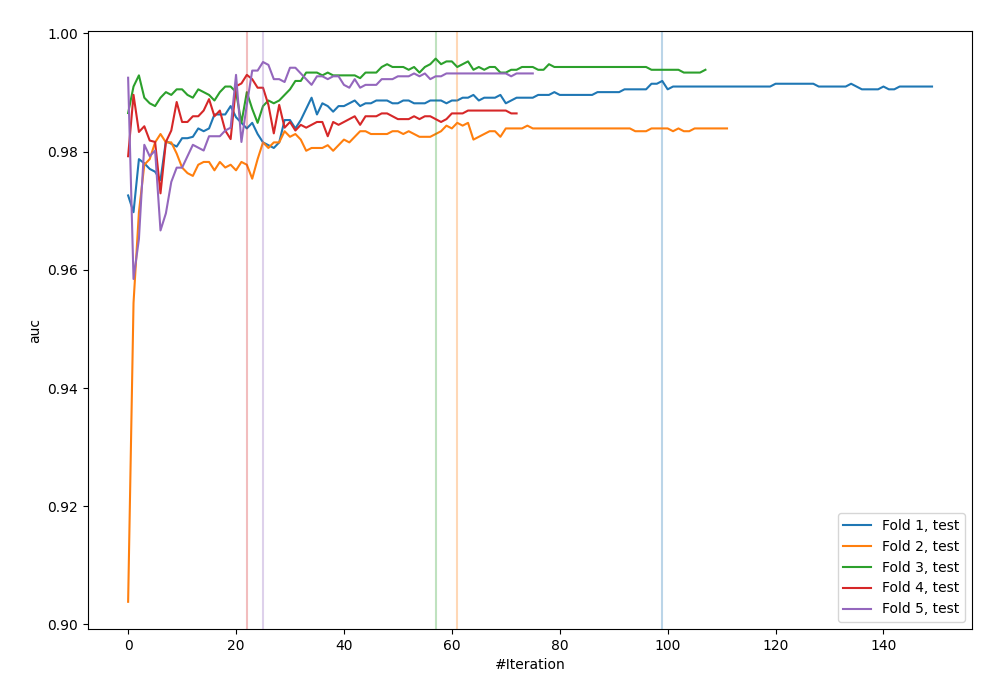 1.00
0.98
0.96
0.94
0.92
0.90
auc
0 20 40 60 80 100 120 140
#Iteration
Fold 1, test
Fold 2, test
Fold 3, test
Fold 4, test
Fold 5, test